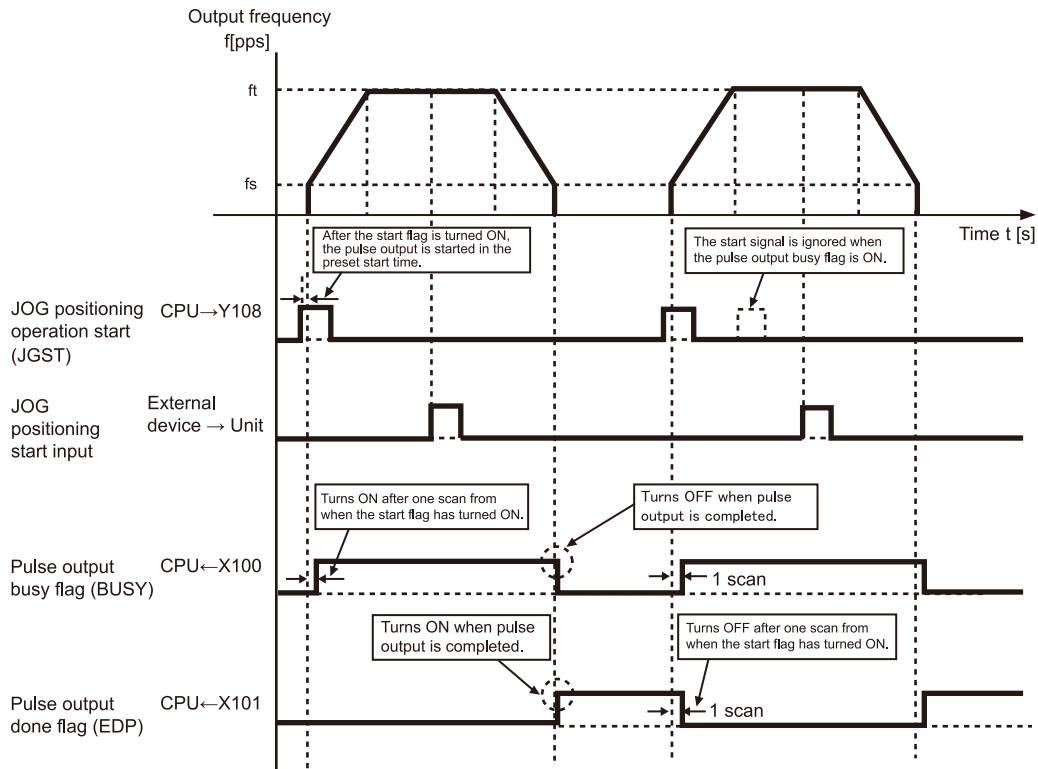 Output frequency
f[pps]
ft
fs
Time t [s]
After the start flag is turned ON,
the pulse output is started in the
preset start time.
The start signal is ignored when
the pulse output busy flag is ON.
JOG positioning
operation start
(JGST)
CPU→Y108
JOG
positioning
start input
External
device → Unit
Turns ON after one scan from
when the start flag has turned ON.
Turns OFF when pulse
output is completed.
Pulse output
busy flag (BUSY)
CPU←X100
1 scan
Turns ON when pulse
output is completed.
Turns OFF after one scan from
when the start flag has turned ON.
Pulse output
done flag (EDP)
CPU←X101
1 scan